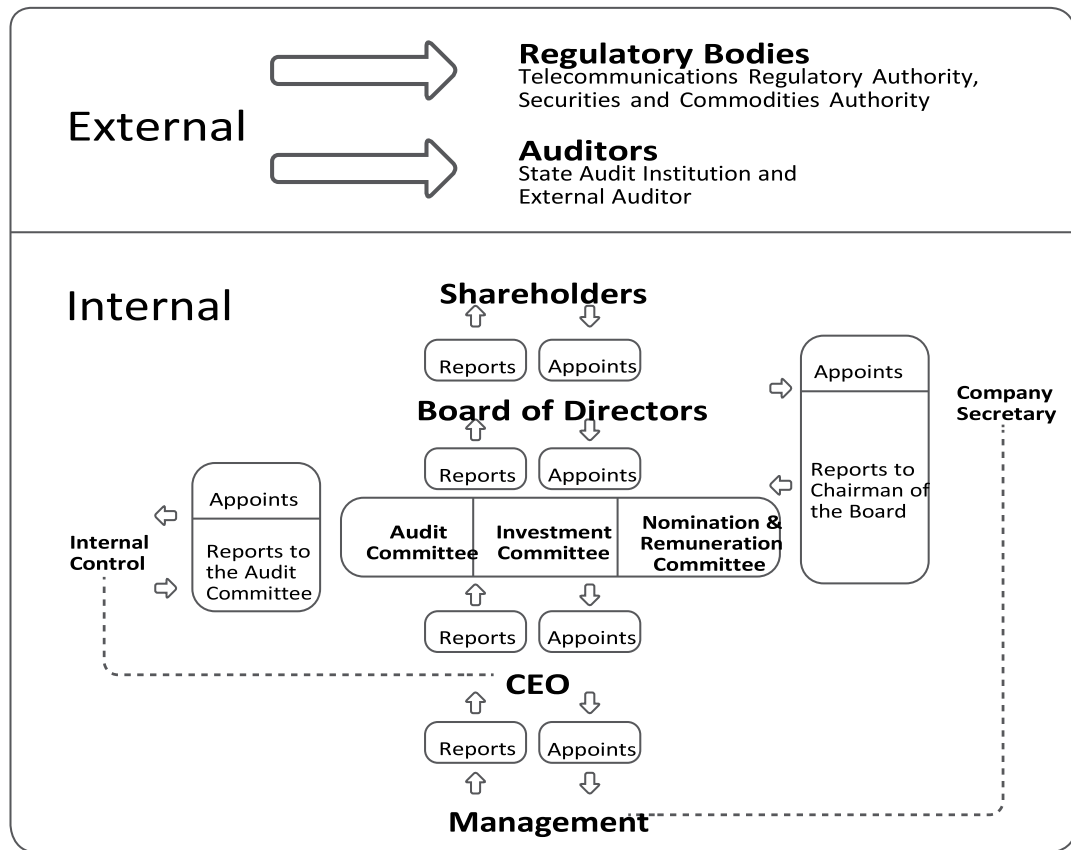 External
Regulatory Bodies
Telecommunications Regulatory Authority,
Securities and Commodities Authority
Auditors
State Audit Institution and
External Auditor
Internal
Shareholders
Reports
Appoints
Board of Directors
Reports
Appoints
Appoints
Reports to
Chairman of
the Board
Company
Secretary
Appoints
Reports to
the Audit
Committee
Internal
Control
Audit
Committee
Investment
Committee
Nomination &
Remuneration
Committee
Reports
Appoints
CEO
Reports
Appoints
Management